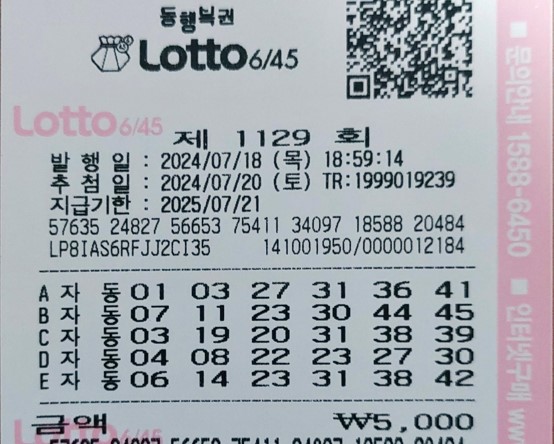 동행복권
Lotto 6/45
Lotto 6/45
제 1129 회
발 행 일 : 2024/07/18 (목) 18:59:14
추 첨 일 : 2024/07/20 (토) TR:1999019239
지급기한 : 2025/07/21
57635 24827 56653 75411 34097 18588 20484
LP8IAS6RFJJ2CI35 141001950/0000012184
A 자 동 01 03 27 31 36 41
B 자 동 07 11 23 30 44 45
C 자 동 03 19 20 31 38 39
D 자 동 04 08 22 23 27 30
E 자 동 06 14 23 31 38 42
금액 ₩5,000
Lotto 6/45
■ 문의안내 1588-6450 ■ 인터넷구매